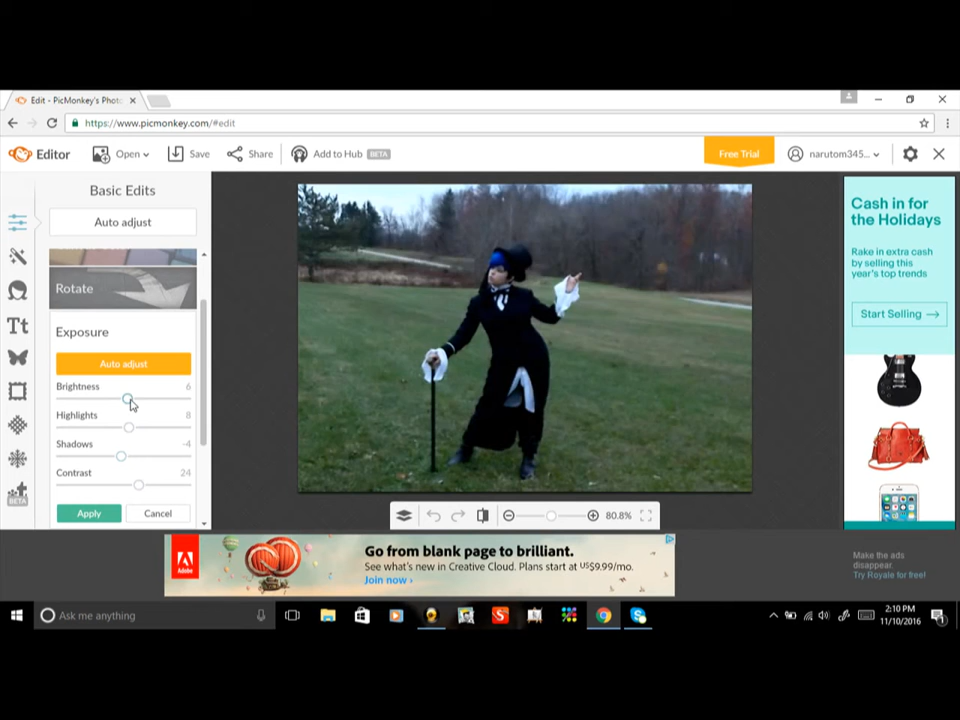 Edit - PicMonkey's Photo
https://www.picmonkey.com/#edit
Editor
Open
Save
Share
Add to Hub BETA
Free Trial
narutom345...
Basic Edits
Auto adjust
Rotate
Exposure
Auto adjust
Brightness 6
Highlights 8
Shadows -4
Contrast 24
Apply Cancel
Tt
BETA
80.8%
Cash in for
the Holidays
Rake in extra cash
by selling this
year's top trends
Start Selling →
Adobe
Go from blank page to brilliant.
See what's new in Creative Cloud. Plans start at US$9.99/mo.
Join now ›
Make the ads
disappear.
Try Royale for free!
Ask me anything
2:10 PM
11/10/2016